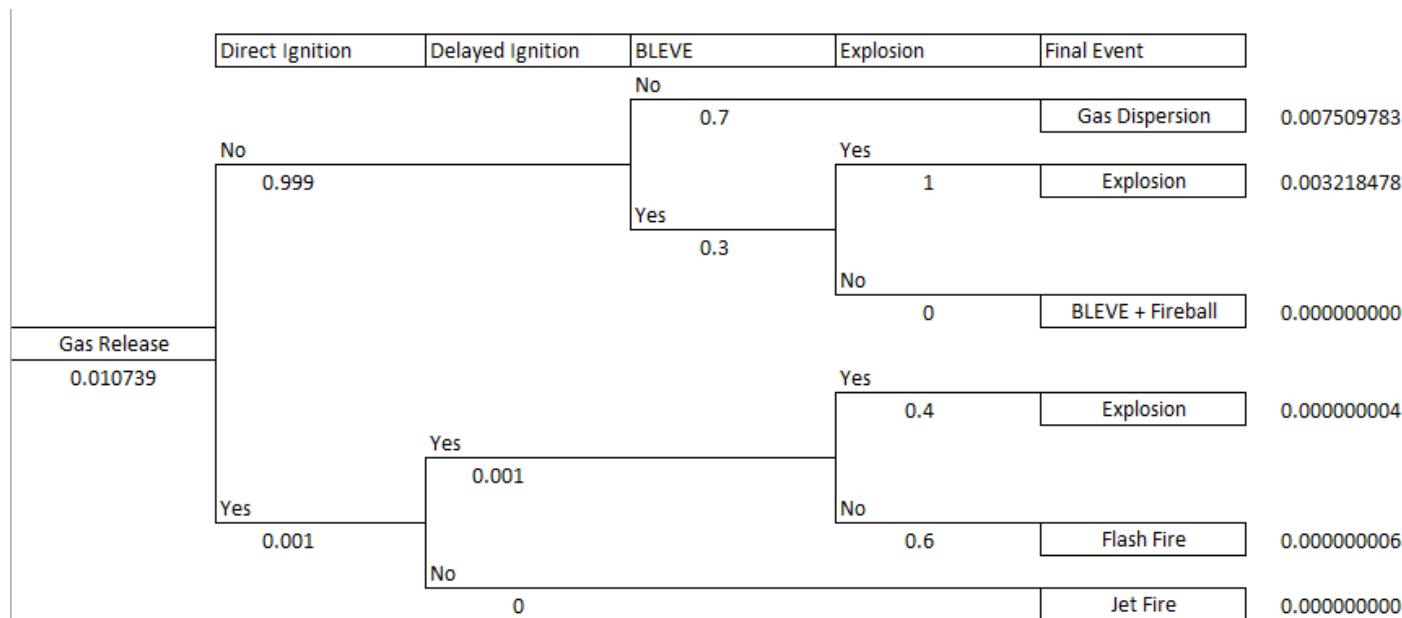 Direct Ignition Delayed Ignition BLEVE Explosion Final Event
No
0.7 Gas Dispersion 0.007509783
No Yes
0.999 1 Explosion 0.003218478
Yes
0.3
No
0 BLEVE + Fireball 0.000000000
Gas Release
0.010739 Yes
0.4 Explosion 0.000000004
Yes
0.001
Yes No
0.001 0.6 Flash Fire 0.000000006
No
0 Jet Fire 0.000000000